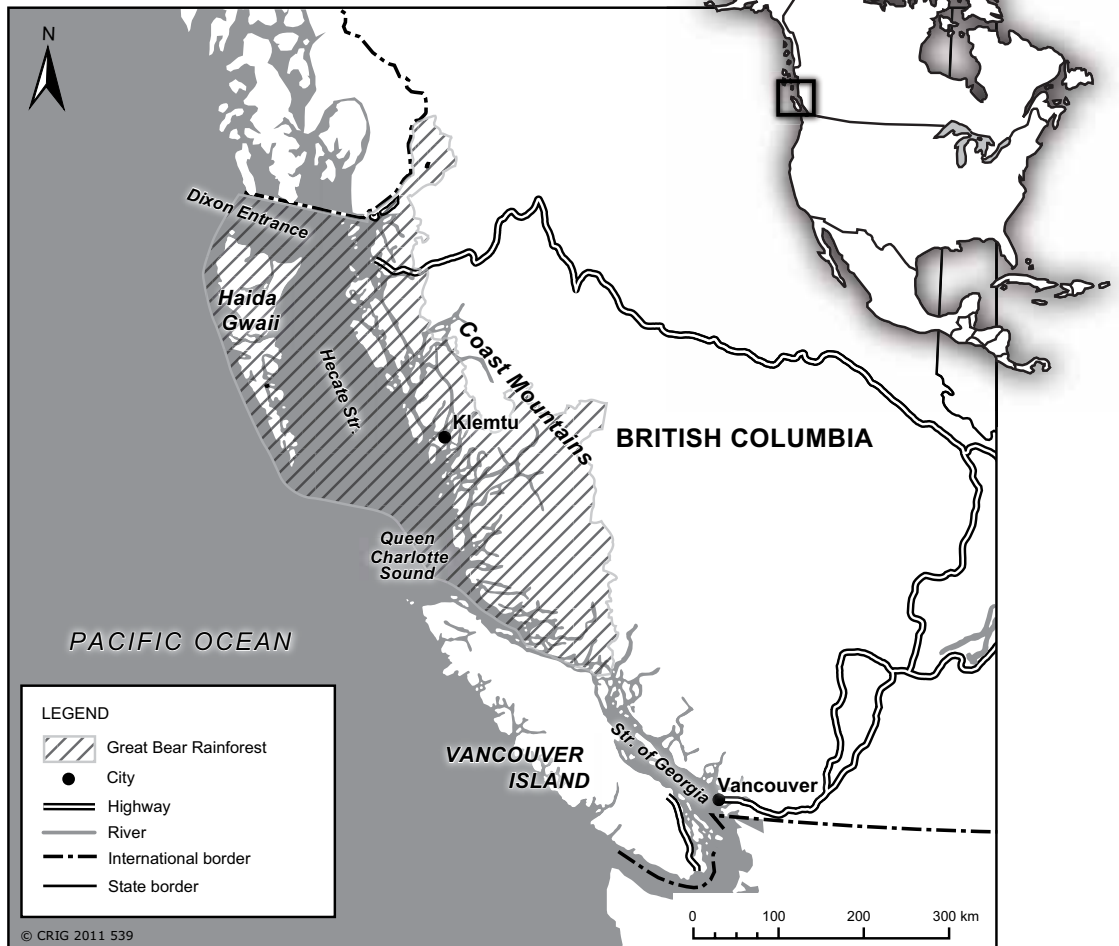 N
Dixon Entrance
Haida
Gwaii
Hecate Str.
Coast Mountains
Klemtu
BRITISH COLUMBIA
Queen
Charlotte
Sound
PACIFIC OCEAN
VANCOUVER
ISLAND
Str. of Georgia
Vancouver
LEGEND
Great Bear Rainforest
City
Highway
River
International border
State border
0 100 200 300 km
© CRIG 2011 539